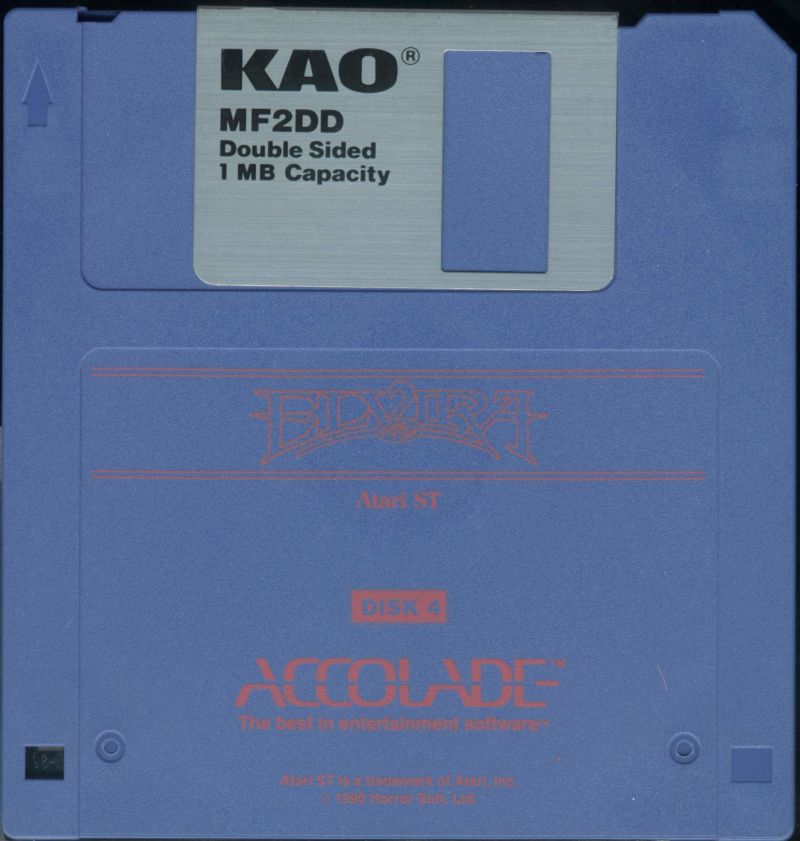 KAO®
MF2DD
Double Sided
1 MB Capacity
ELVIRA
Atari ST
DISK 4
ACCOLADE™
The best in entertainment software™
Atari ST is a trademark of Atari, Inc.
© 1990 Horror Soft, Ltd.